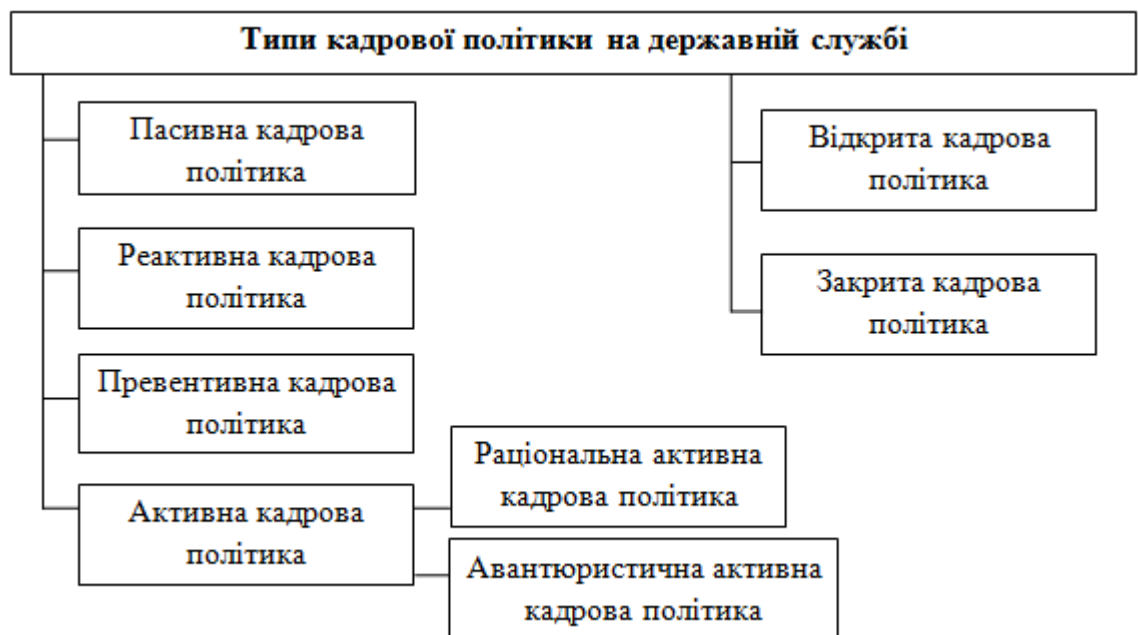 Типи кадрової політики на державній службі
Пасивна кадрова
політика
Реактивна кадрова
політика
Превентивна кадрова
політика
Активна кадрова
політика
Раціональна активна
кадрова політика
Авантюристична активна
кадрова політика
Відкрита кадрова
політика
Закрита кадрова
політика